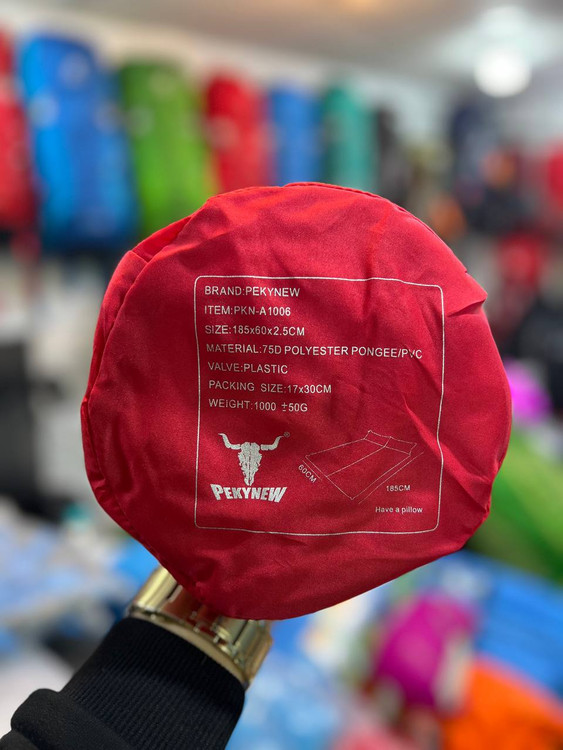 BRAND:PEKYNEW
ITEM:PKN-A1006
SIZE:185x60x2.5CM
MATERIAL:75D POLYESTER PONGEE/PVC
VALVE:PLASTIC
PACKING SIZE:17x30CM
WEIGHT:1000 ±50G
®
PEKYNEW
60CM
185CM
Have a pillow